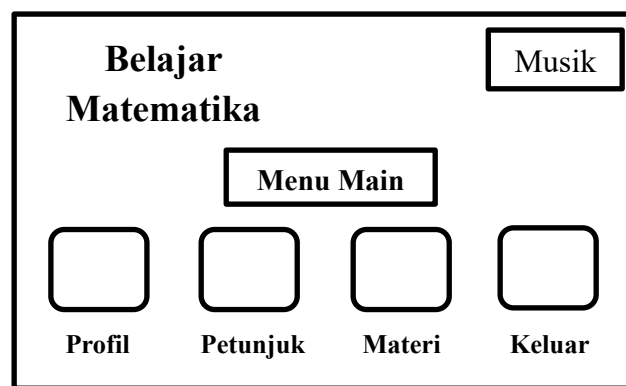 Belajar
Matematika
Musik
Menu Main
Profil
Petunjuk
Materi
Keluar